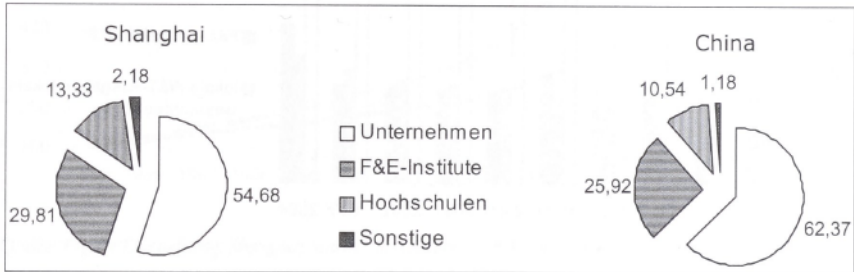 Shanghai
China
2,18
13,33
54,68
29,81
Unternehmen
F&E-Institute
Hochschulen
Sonstige
1,18
10,54
25,92
62,37